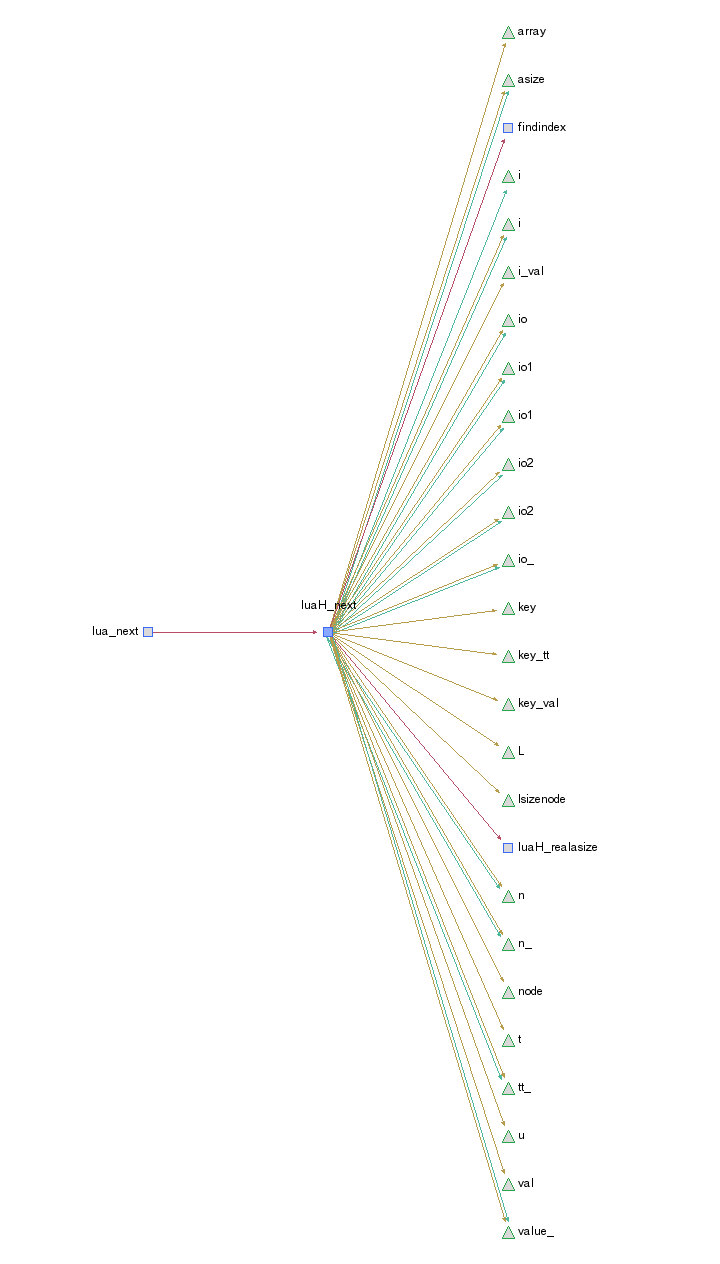 array
asize
findindex
i
i
i_val
io
io1
io1
io2
io2
io_
luaH_next
key
lua_next
key_tt
key_val
L
lsizenode
luaH_realasize
n
n_
node
t
tt_
u
val
value_